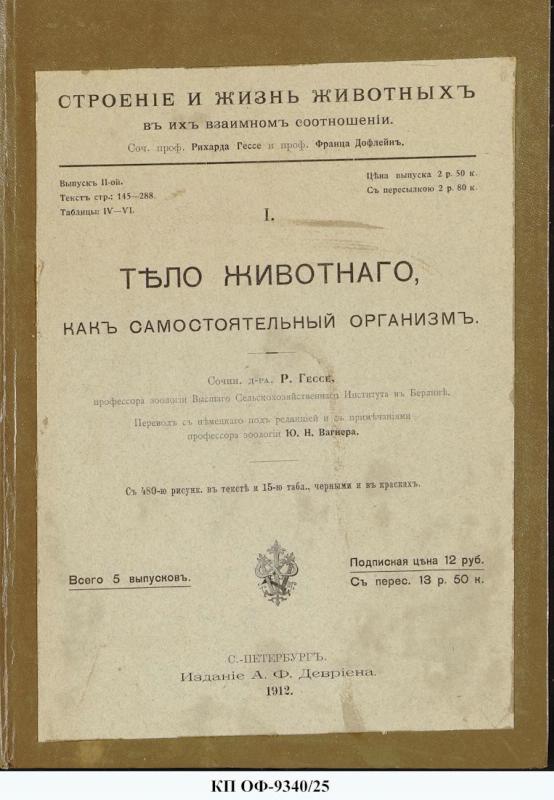 СТРОЕНІЕ И ЖИЗНЬ ЖИВОТНЫХЪ
въ ихъ взаимномъ соотношеніи.
Соч. проф. Рихарда Гессе и проф. Франца Дофлейнъ.
Выпускъ II-ой.
Текстъ стр.: 145—288.
Таблицы: IV—VI.
Цѣна выпуска 2 р. 50 к.
Съ пересылкою 2 р. 80 к.
I.
ТѢЛО ЖИВОТНАГО,
КАКЪ САМОСТОЯТЕЛЬНЫЙ ОРГАНИЗМЪ.
Сочин. д-ра. Р. Гессе,
профессора зоологіи Высшаго Сельскохозяйственнаго Института въ Берлинѣ.
Переводъ съ нѣмецкаго подъ редакціей и съ примѣчаніями
профессора зоологіи Ю. Н. Вагнера.
Съ 480-ю рисунк. въ текстѣ и 15-ю табл., черными и въ краскахъ.
Всего 5 выпусковъ.
Подписная цѣна 12 руб.
Съ перес. 13 р. 50 к.
С.-ПЕТЕРБУРГЪ.
Изданіе А. Ф. Девріена.
1912.
КП ОФ-9340/25